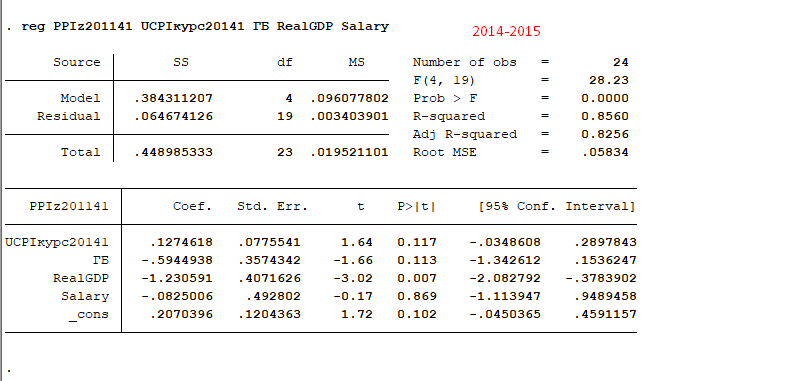 . reg PPIz201141 UCPIкурс20141 ГБ RealGDP Salary
2014-2015
Source SS df MS Number of obs = 24
F(4, 19) = 28.23
Model .384311207 4 .096077802 Prob > F = 0.0000
Residual .064674126 19 .003403901 R-squared = 0.8560
Adj R-squared = 0.8256
Total .448985333 23 .019521101 Root MSE = .05834
PPIz201141 Coef. Std. Err. t P>|t| [95% Conf. Interval]
UCPIкурс20141 .1274618 .0775541 1.64 0.117 -.0348608 .2897843
ГБ -.5944938 .3574342 -1.66 0.113 -1.342612 .1536247
RealGDP -1.230591 .4071626 -3.02 0.007 -2.082792 -.3783902
Salary -.0825006 .492802 -0.17 0.869 -1.113947 .9489458
_cons .2070396 .1204363 1.72 0.102 -.0450365 .4591157
.